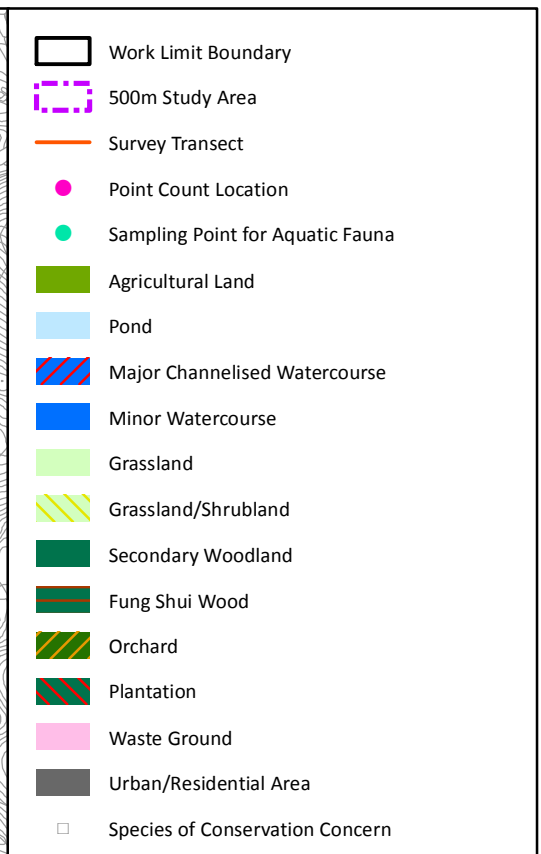 Work Limit Boundary
500m Study Area
Survey Transect
Point Count Location
Sampling Point for Aquatic Fauna
Agricultural Land
Pond
Major Channelised Watercourse
Minor Watercourse
Grassland
Grassland/Shrubland
Secondary Woodland
Fung Shui Wood
Orchard
Plantation
Waste Ground
Urban/Residential Area
Species of Conservation Concern